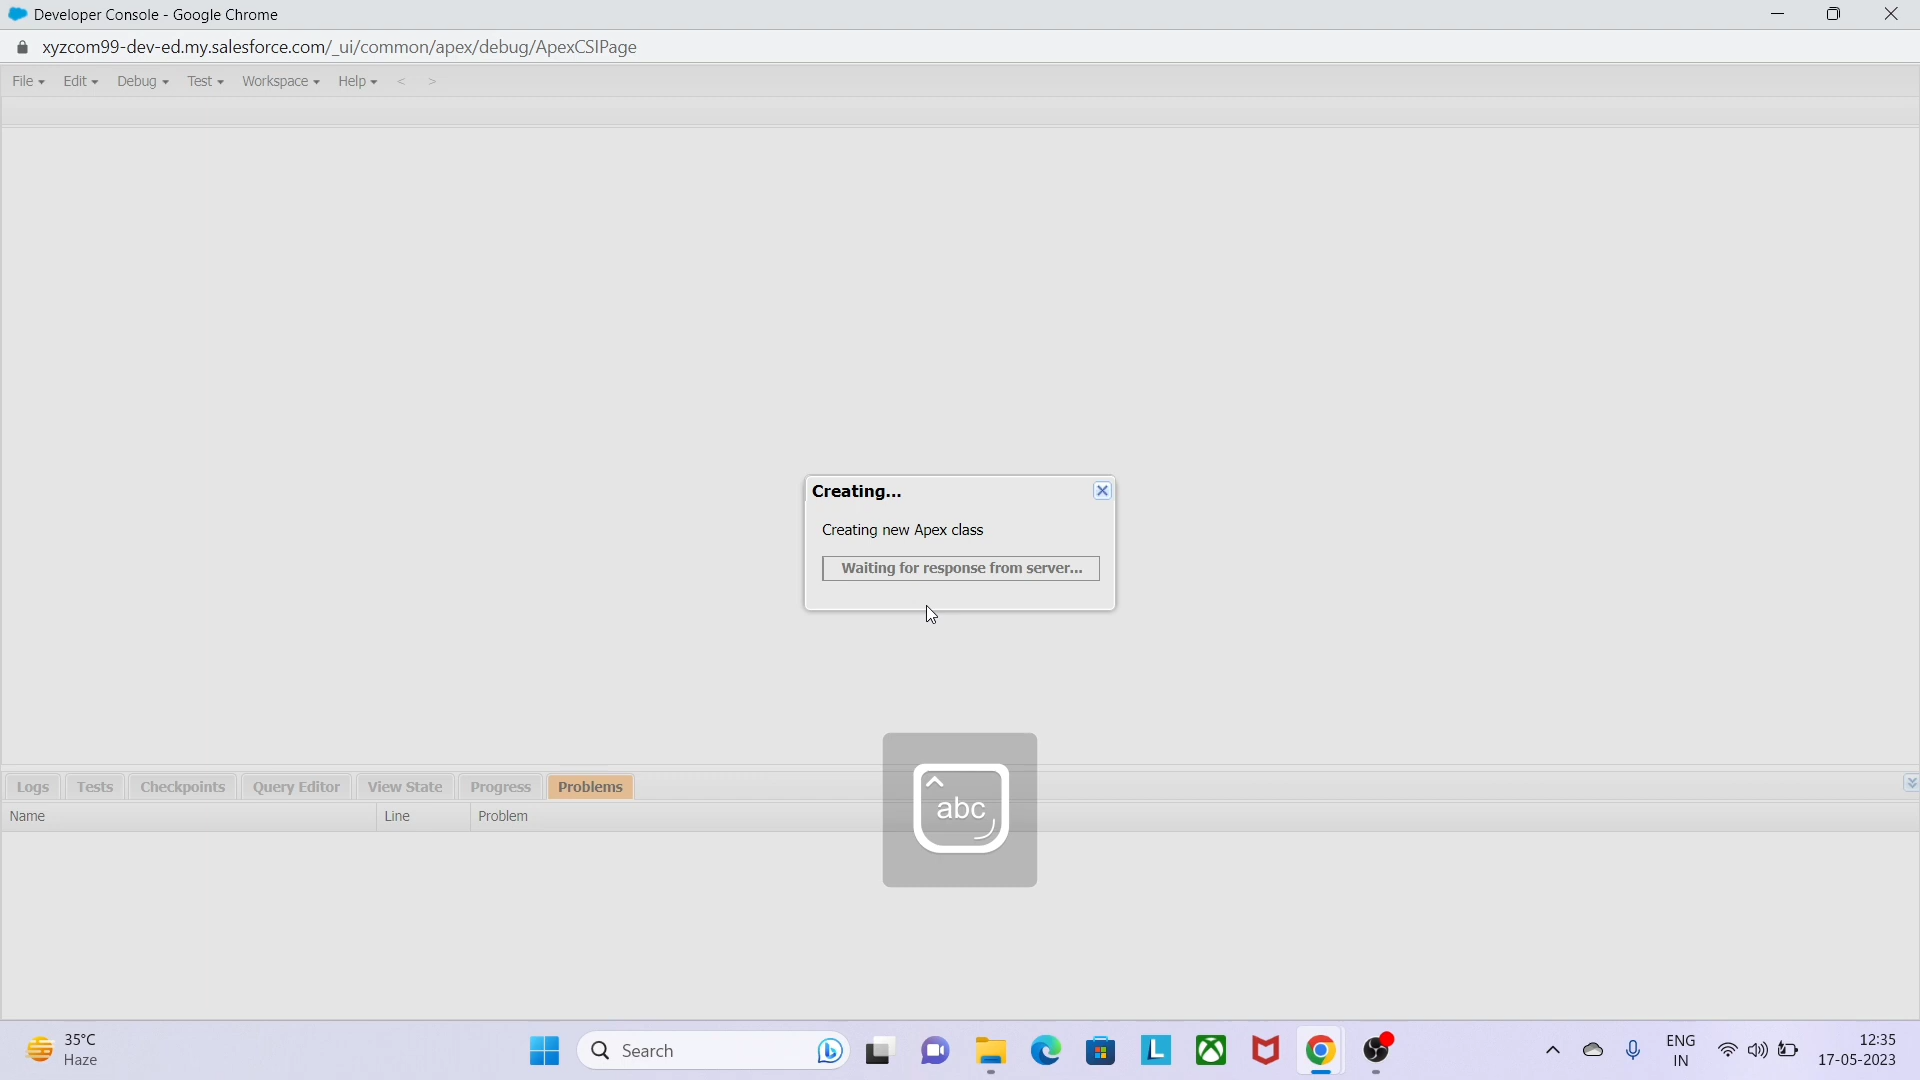 Developer Console - Google Chrome
xyzcom99-dev-ed.my.salesforce.com/_ui/common/apex/debug/ApexCSIPage
File Edit Debug Test Workspace Help < >
Creating...
Creating new Apex class
Waiting for response from server...
Logs Tests Checkpoints Query Editor View State Progress Problems
Name Line Problem
abc
35°C
Haze
Search
L
ENG
IN
12:35
17-05-2023